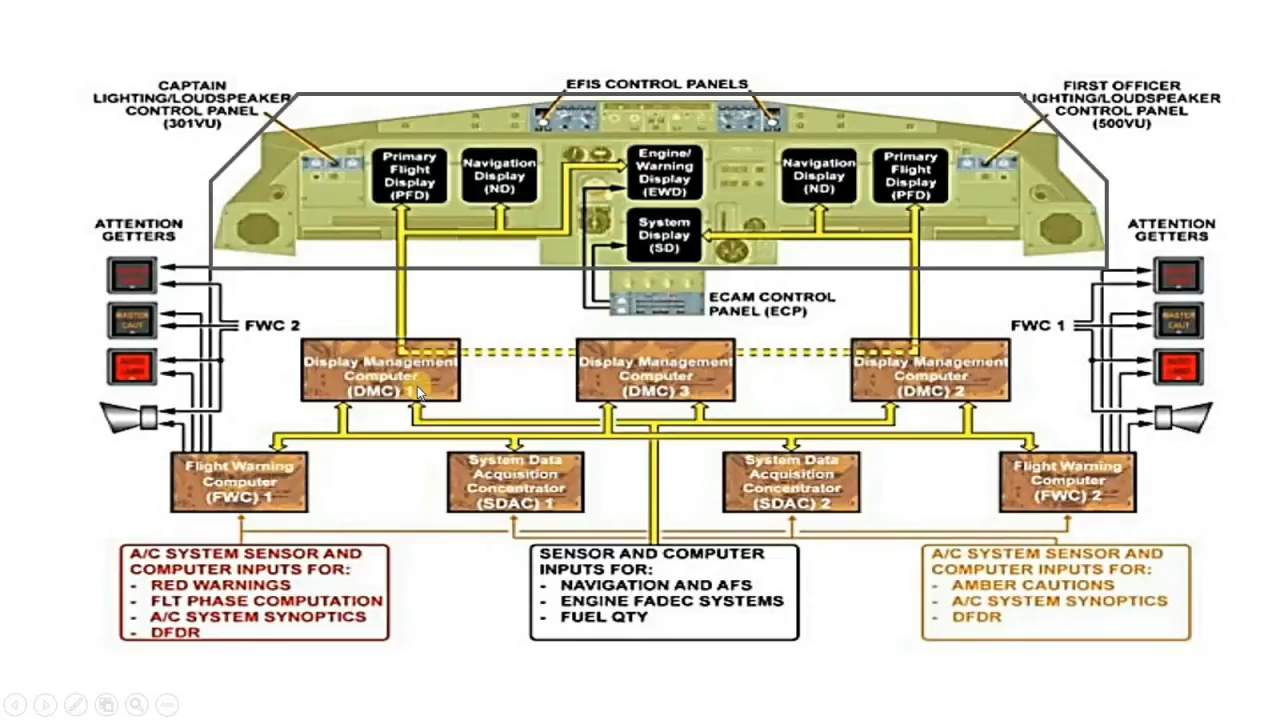 CAPTAIN
LIGHTING/LOUDSPEAKER
CONTROL PANEL
(301VU)
EFIS CONTROL PANELS
FIRST OFFICER
LIGHTING/LOUDSPEAKER
CONTROL PANEL
(500VU)
Primary
Flight
Display
(PFD)
Navigation
Display
(ND)
Engine/
Warning
Display
(EWD)
Navigation
Display
(ND)
Primary
Flight
Display
(PFD)
System
Display
(SD)
ATTENTION
GETTERS
ATTENTION
GETTERS
ECAM CONTROL
PANEL (ECP)
FWC 2
FWC 1
MASTER
CAUT
MASTER
CAUT
Display Management
Computer
(DMC) 1
Display Management
Computer
(DMC) 3
Display Management
Computer
(DMC) 2
Flight Warning
Computer
(FWC) 1
System Data
Acquisition
Concentrator
(SDAC) 1
System Data
Acquisition
Concentrator
(SDAC) 2
Flight Warning
Computer
(FWC) 2
A/C SYSTEM SENSOR AND
COMPUTER INPUTS FOR:
- RED WARNINGS
- FLT PHASE COMPUTATION
- A/C SYSTEM SYNOPTICS
- DFDR
SENSOR AND COMPUTER
INPUTS FOR:
- NAVIGATION AND AFS
- ENGINE FADEC SYSTEMS
- FUEL QTY
A/C SYSTEM SENSOR AND
COMPUTER INPUTS FOR:
- AMBER CAUTIONS
- A/C SYSTEM SYNOPTICS
- DFDR